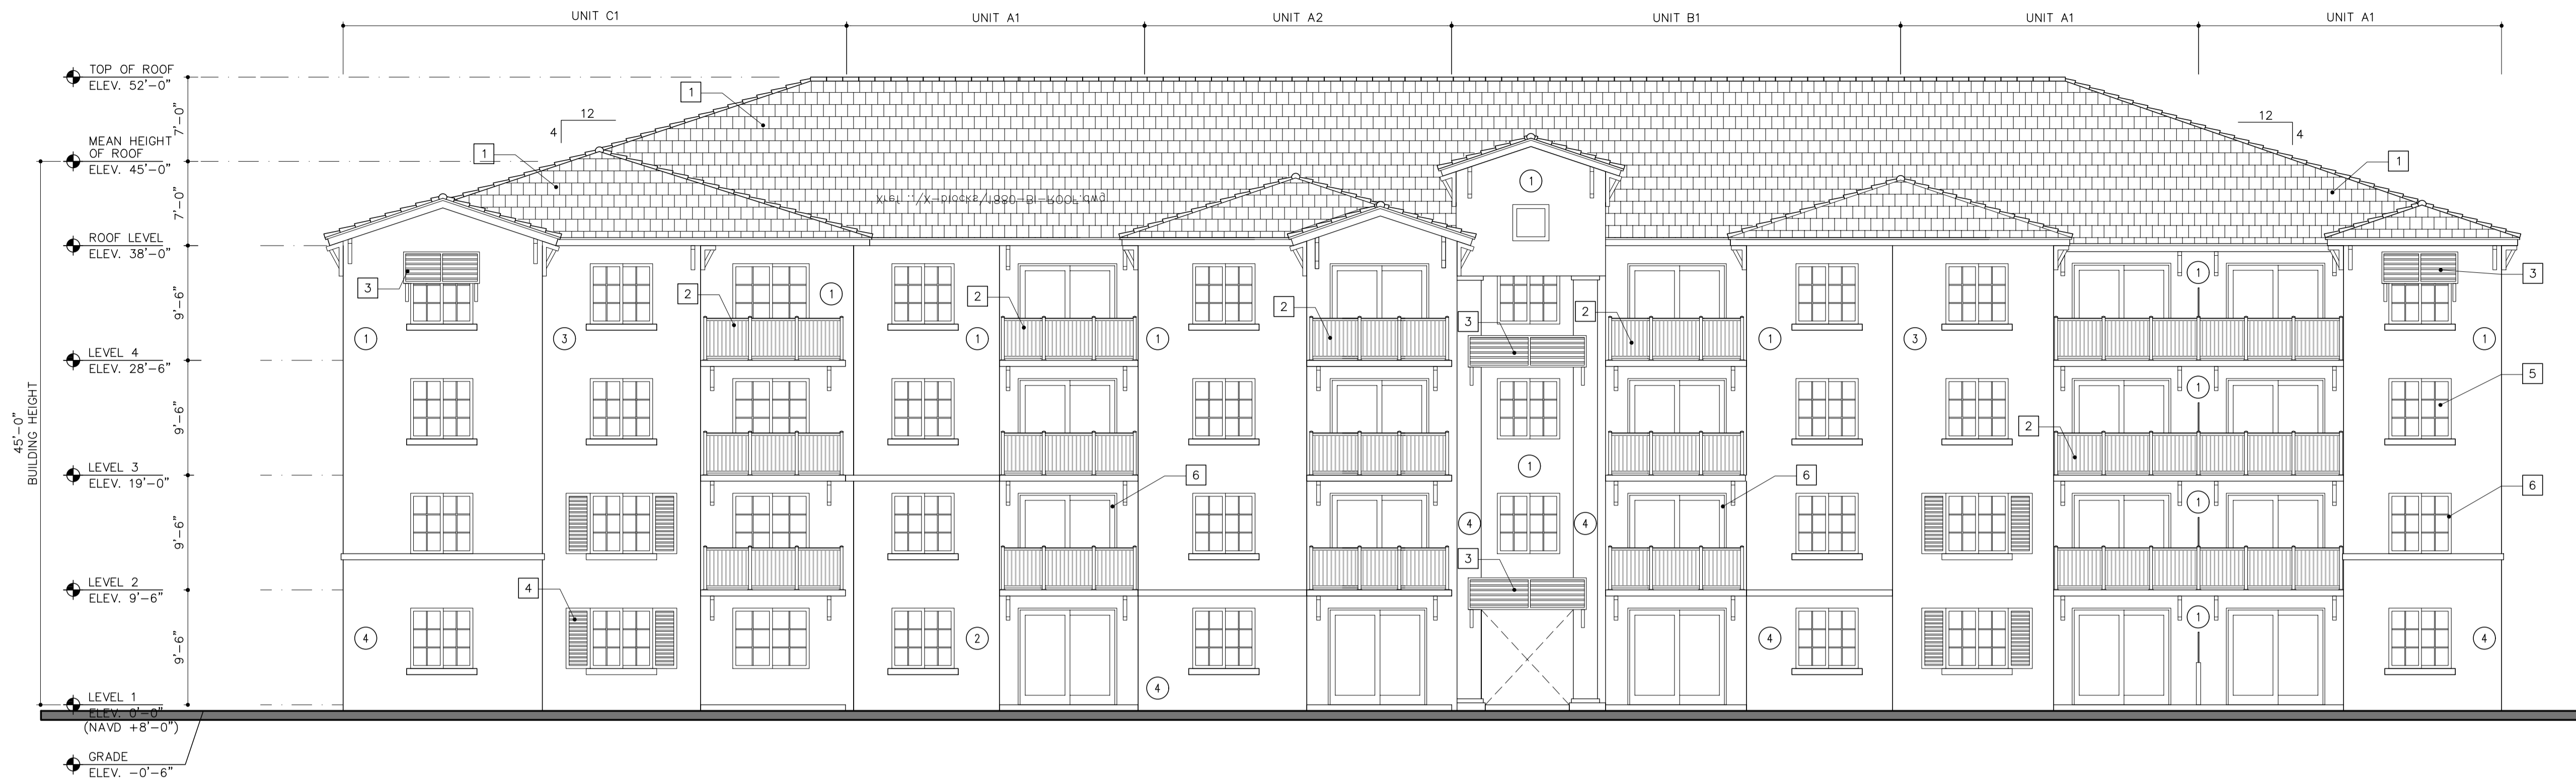 UNIT C1
UNIT A1
UNIT A2
UNIT B1
UNIT A1
UNIT A1
TOP OF ROOF
ELEV. 52'-0"
7'-0"
MEAN HEIGHT
OF ROOF
ELEV. 45'-0"
7'-0"
ROOF LEVEL
ELEV. 38'-0"
9'-6"
LEVEL 4
ELEV. 28'-6"
9'-6"
LEVEL 3
ELEV. 19'-0"
9'-6"
LEVEL 2
ELEV. 9'-6"
9'-6"
LEVEL 1
ELEV. 0'-0"
(NAVD +8'-0")
GRADE
ELEV. -0'-6"
45'-0"
BUILDING HEIGHT
1
12
4
1
12
4
1
Xref ..\X-blocks\1880-B1-ROOF.dwg
1
3
2
1
2
2
3
2
1
3
1
3
1
1
1
1
3
1
5
1
2
6
1
6
1
6
4
4
3
4
4
2
4
4
1
4